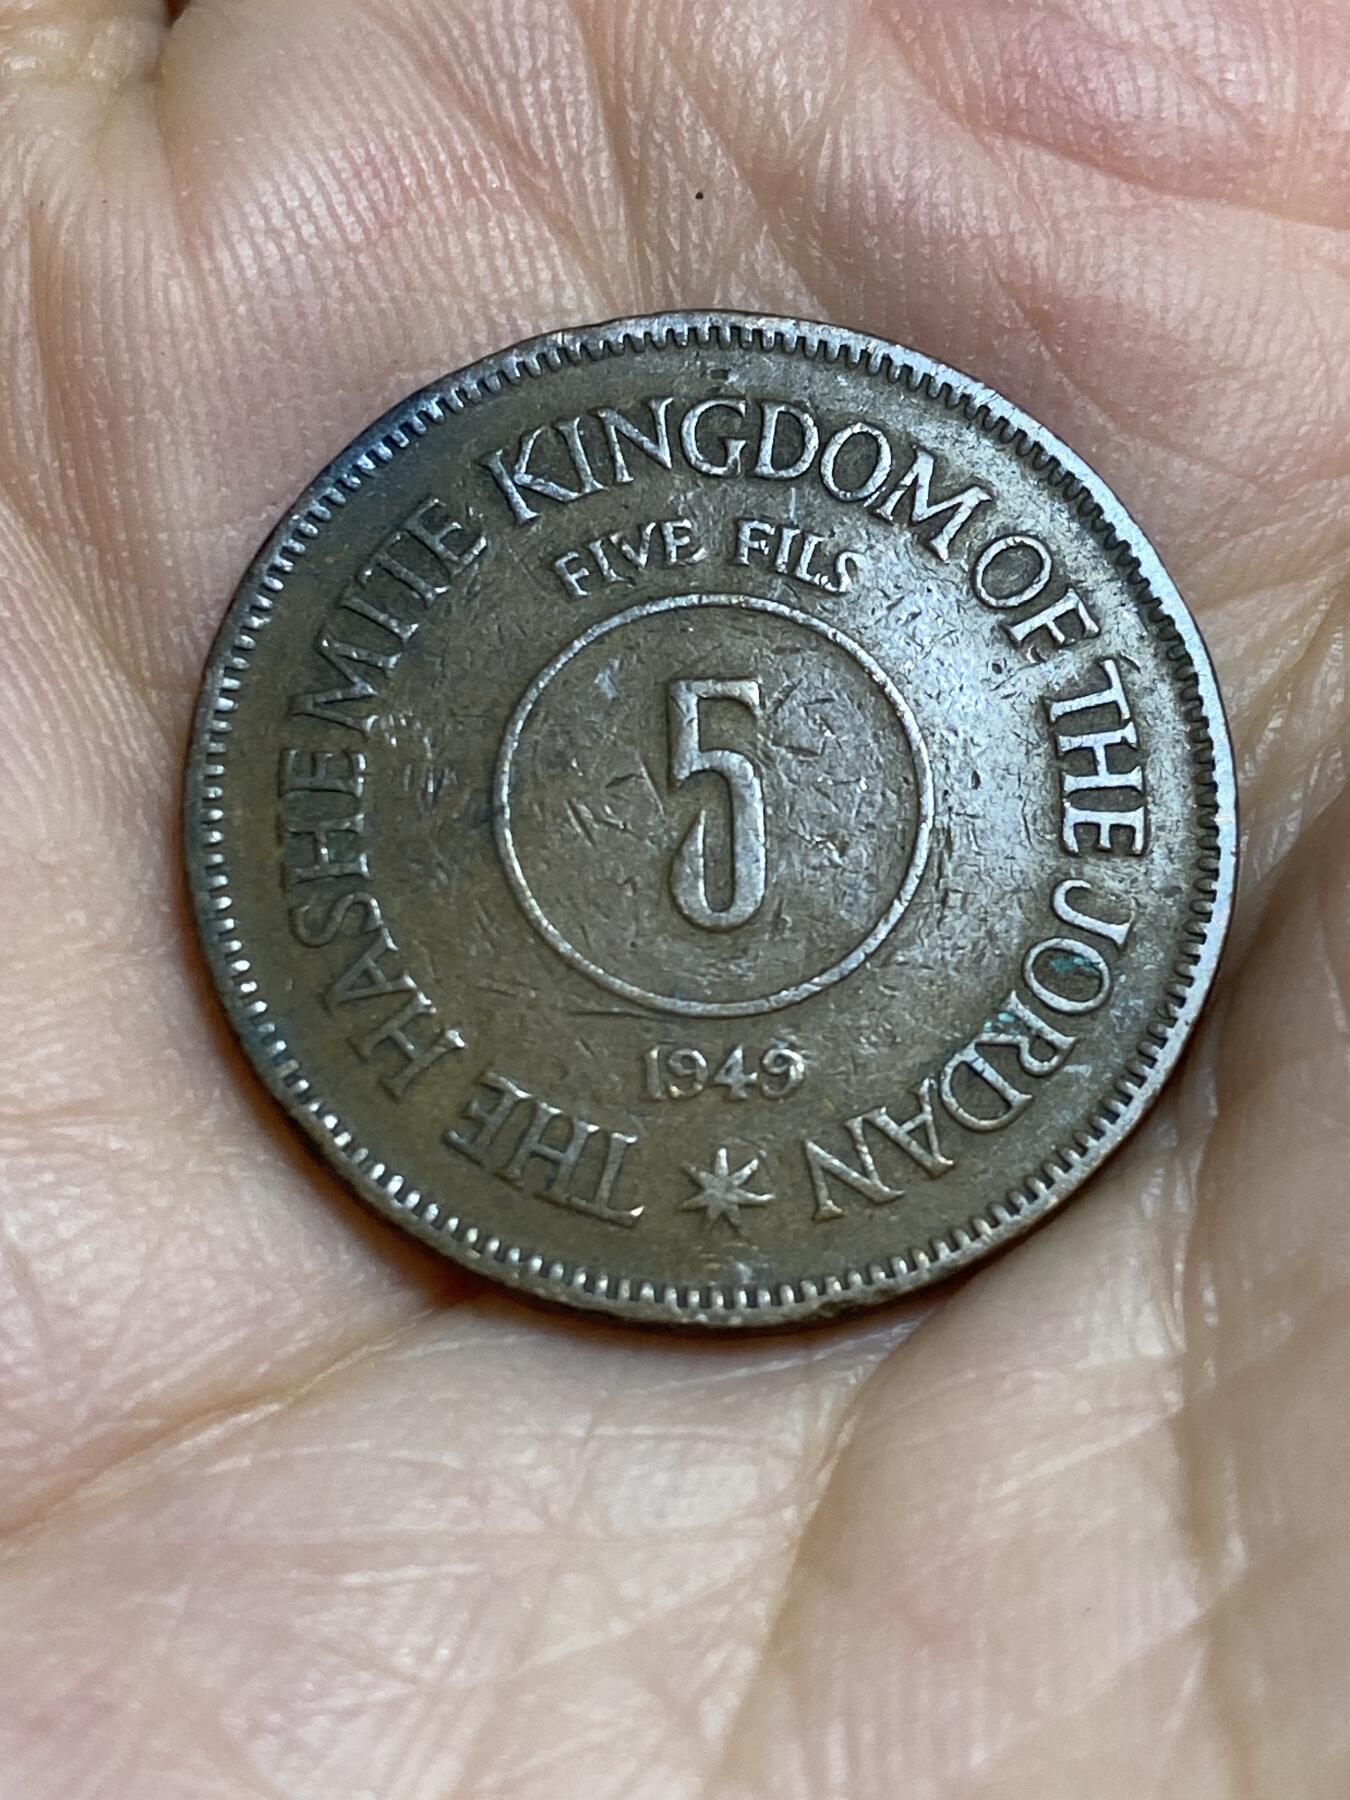 THE HASHEMITE KINGDOM OF THE JORDAN
FIVE FILS
5
1949